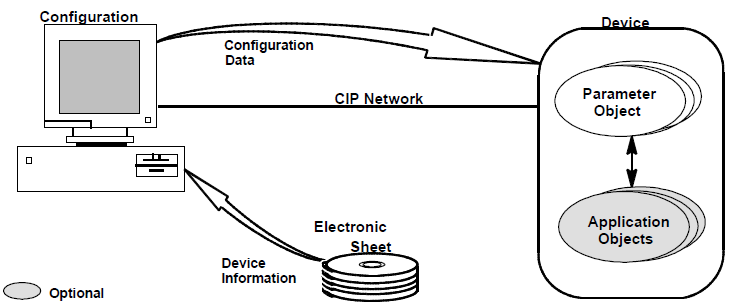 Configuration
Device
Configuration
Data
CIP Network
Parameter
Object
Application
Objects
Electronic
Sheet
Device
Information
Optional